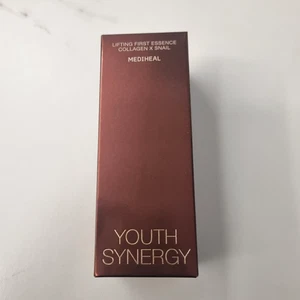 LIFTING FIRST ESSENCE
COLLAGEN X SNAIL
MEDIHEAL
YOUTH
SYNERGY